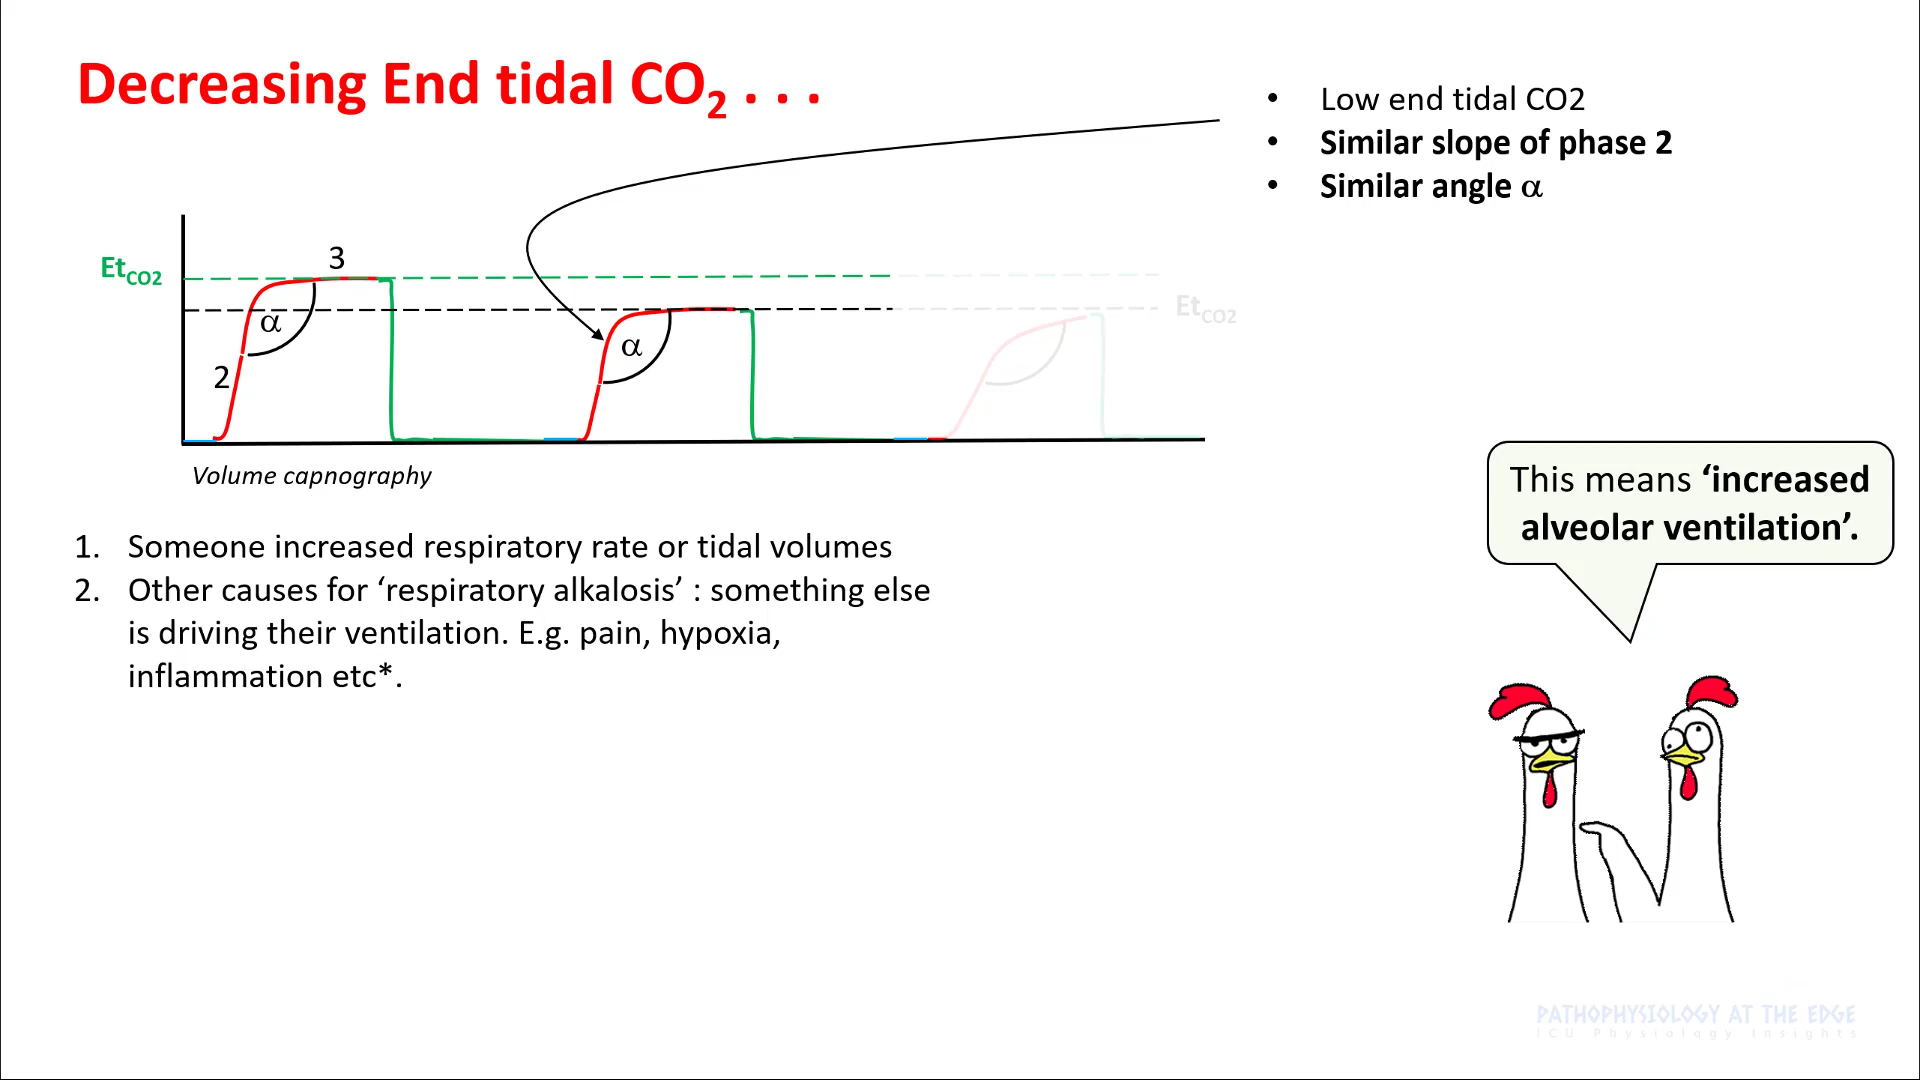 Decreasing End tidal CO2 . . .
• Low end tidal CO2
• Similar slope of phase 2
• Similar angle α
EtCO2
3
α
2
α
EtCO2
Volume capnography
This means ‘increased
alveolar ventilation’.
1. Someone increased respiratory rate or tidal volumes
2. Other causes for ‘respiratory alkalosis’ : something else
is driving their ventilation. E.g. pain, hypoxia,
inflammation etc*.
PATHOPHYSIOLOGY AT THE EDGE
ICU Physiology Insights